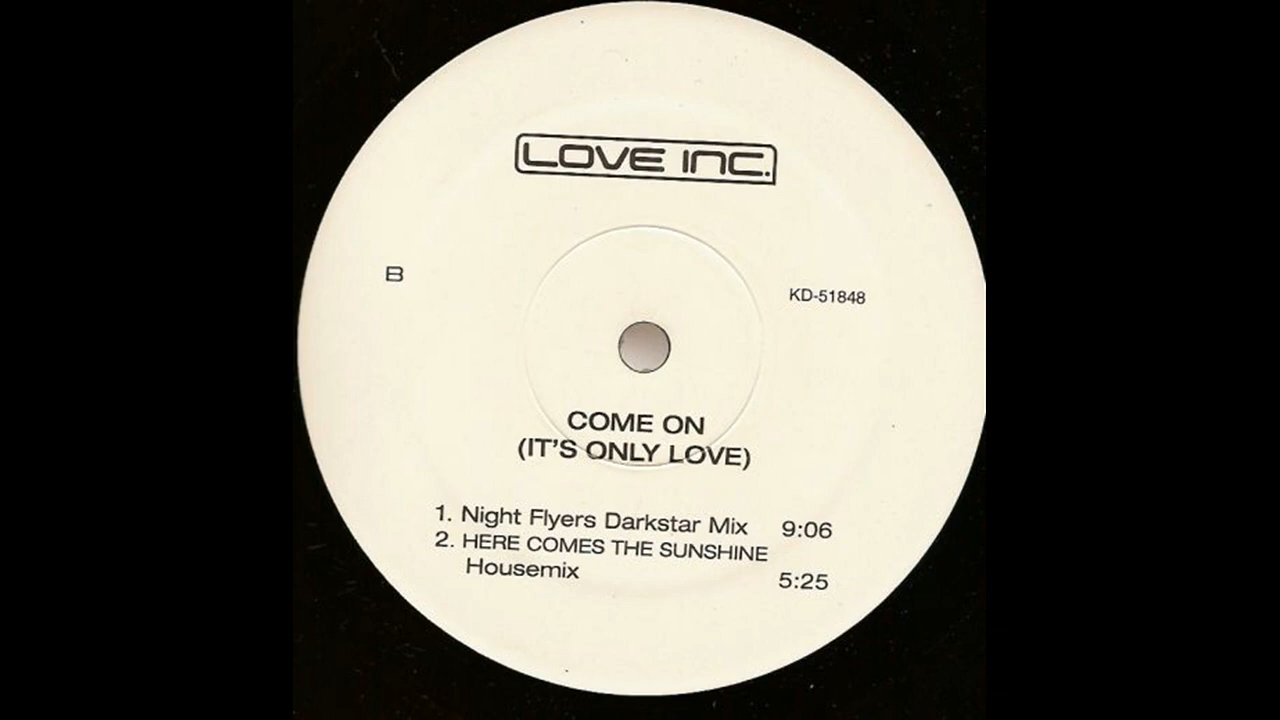 LOVE INC.
B
KD-51848
COME ON
(IT'S ONLY LOVE)
1. Night Flyers Darkstar Mix 9:06
2. HERE COMES THE SUNSHINE
Housemix 5:25